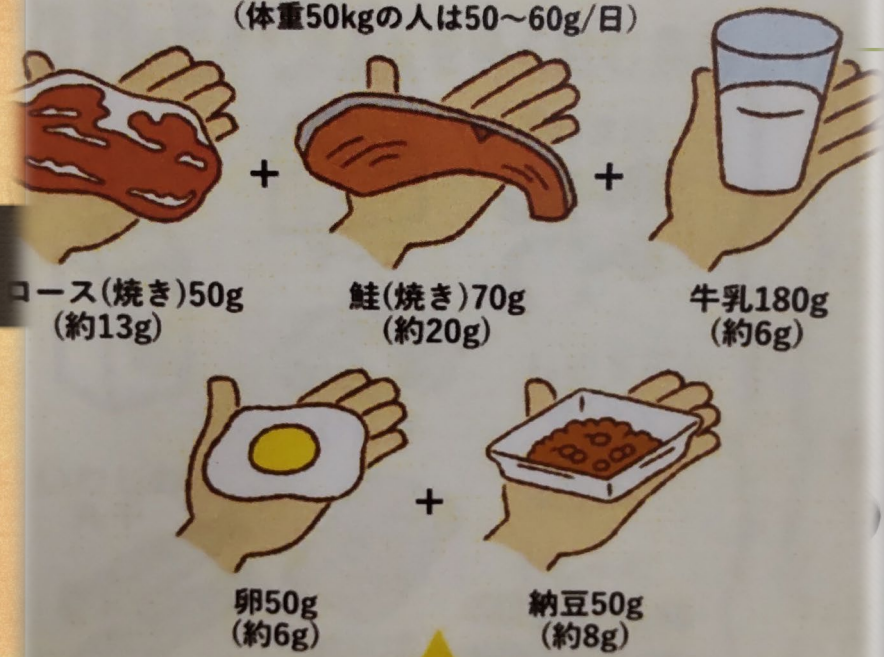 (体重50kgの人は50〜60g/日)
+
+
ロース(焼き)50g
(約13g)
鮭(焼き)70g
(約20g)
牛乳180g
(約6g)
+
卵50g
(約6g)
納豆50g
(約8g)